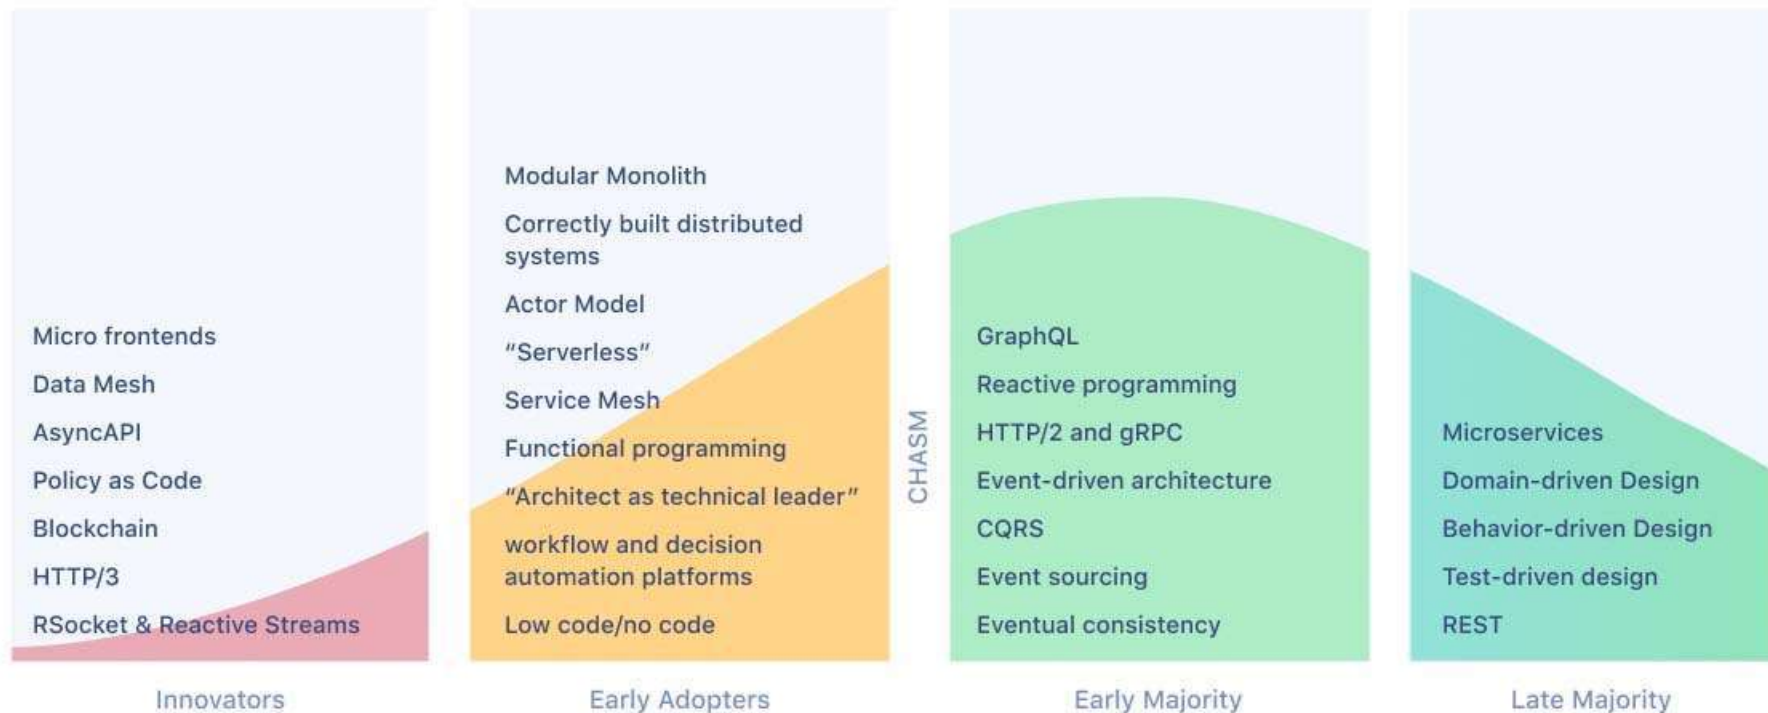 Micro frontends
Data Mesh
AsyncAPI
Policy as Code
Blockchain
HTTP/3
RSocket & Reactive Streams
Innovators
Modular Monolith
Correctly built distributed
systems
Actor Model
“Serverless”
Service Mesh
Functional programming
“Architect as technical leader”
workflow and decision
automation platforms
Low code/no code
Early Adopters
CHASM
GraphQL
Reactive programming
HTTP/2 and gRPC
Event-driven architecture
CQRS
Event sourcing
Eventual consistency
Early Majority
Microservices
Domain-driven Design
Behavior-driven Design
Test-driven design
REST
Late Majority